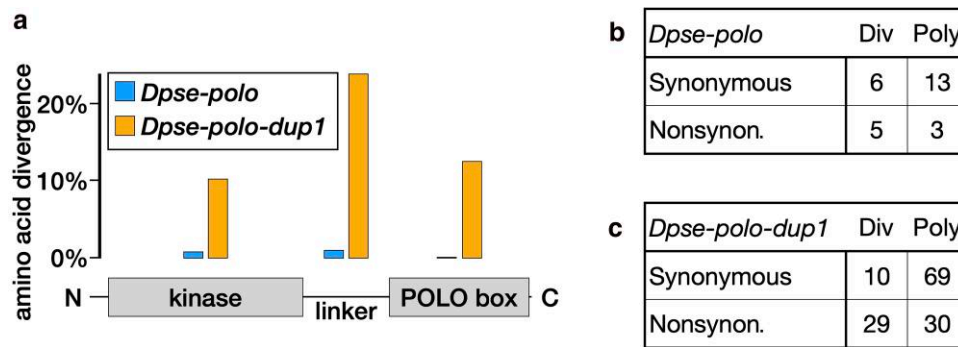 a
amino acid divergence
20%
10%
0%
Dpse-polo
Dpse-polo-dup1
N
kinase
linker
POLO box
C
b
Dpse-polo Div Poly
Synonymous 6 13
Nonsynon. 5 3
c
Dpse-polo-dup1 Div Poly
Synonymous 10 69
Nonsynon. 29 30